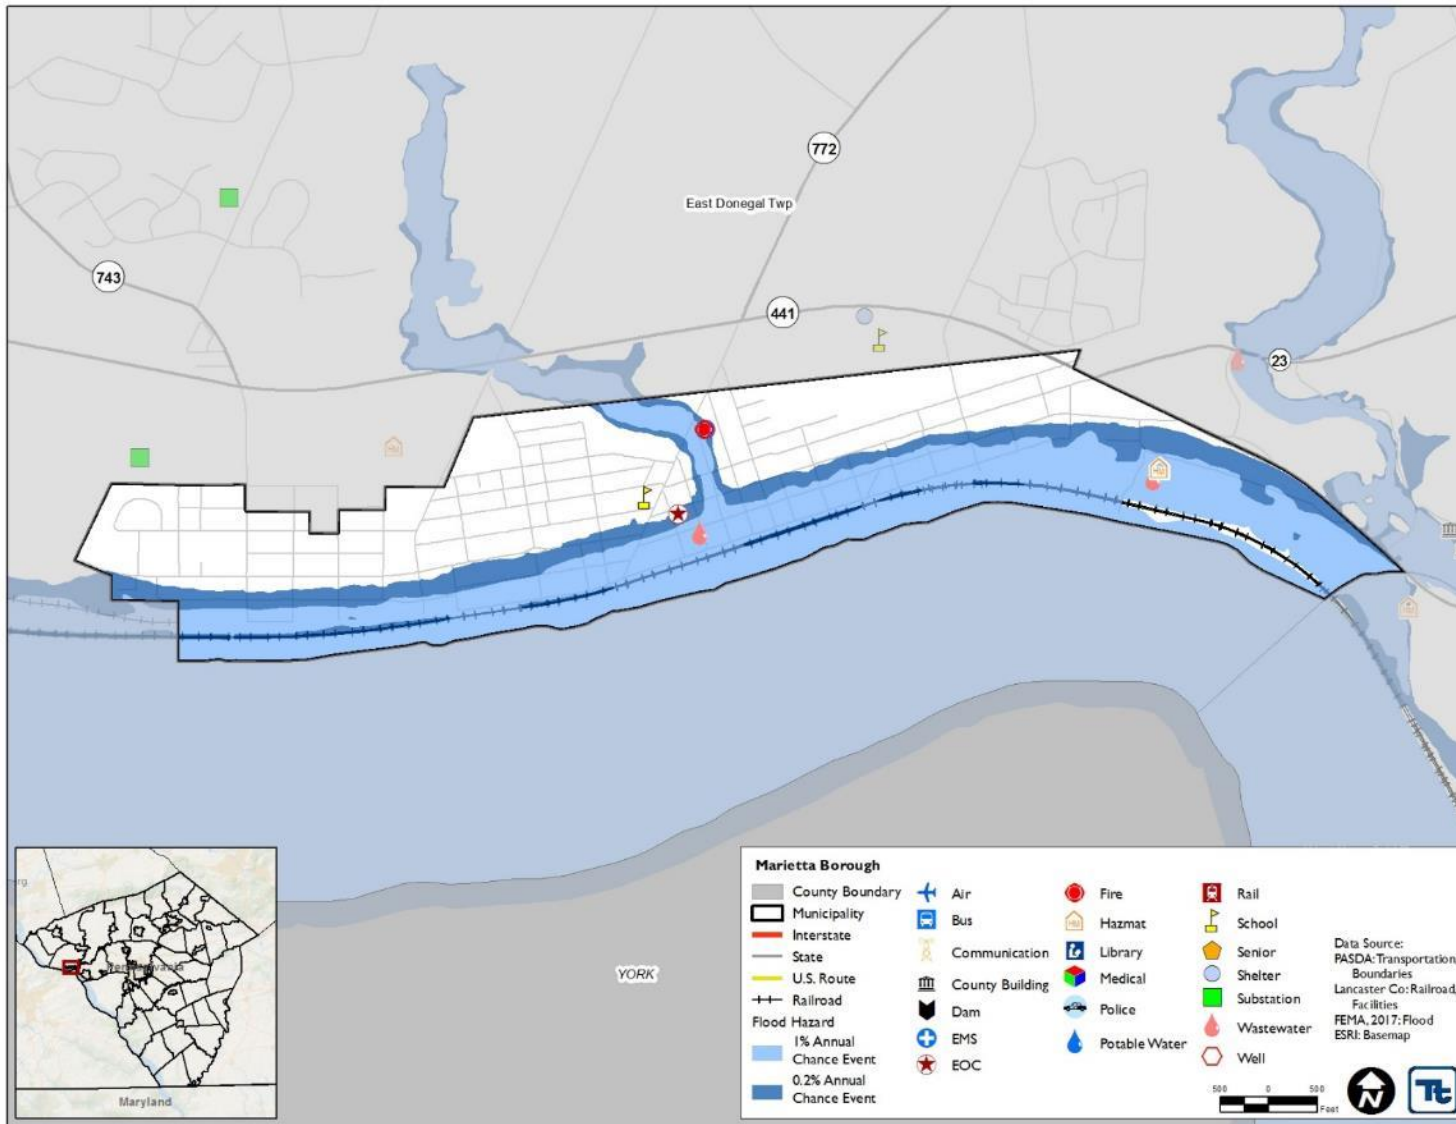 772
East Donegal Twp
743
441
23
YORK
Maryland
Marietta Borough
County Boundary
Municipality
Interstate
State
U.S. Route
Railroad
Flood Hazard
1% Annual
Chance Event
0.2% Annual
Chance Event
Air
Bus
Communication
County Building
Dam
EMS
EOC
Fire
Hazmat
Library
Medical
Police
Potable Water
Rail
School
Senior
Shelter
Substation
Wastewater
Well
Data Source:
PASDA: Transportation,
Boundaries
Lancaster Co: Railroad,
Facilities
FEMA, 2017: Flood
ESRI: Basemap
500 0 500
Feet
N
Tt